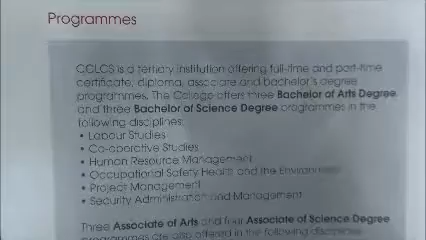 Programmes
CCLCS is a tertiary institution offering full-time and part-time
certificate, diploma, associate and bachelor's degree
programmes. The College offers three Bachelor of Arts Degree
and three Bachelor of Science Degree programmes in the
following disciplines:
• Labour Studies
• Co-operative Studies
• Human Resource Management
• Occupational Safety Health and the Environment
• Project Management
• Security Administration and Management
Three Associate of Arts and four Associate of Science Degree
programmes are also offered in the following disciplines